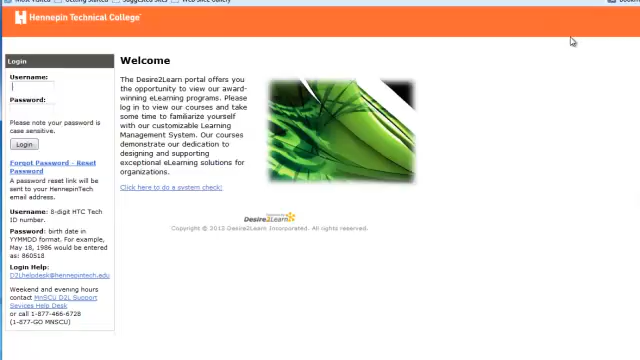 Most Visited Getting Started Suggested Sites Web Slice Gallery
Hennepin Technical College
Login
Username:
Password:
Please note your password is
case sensitive.
Login
Forgot Password - Reset
Password
A password reset link will be
sent to your HennepinTech
email address.
Username: 8-digit HTC Tech
ID number.
Password: birth date in
YYMMDD format. For example,
May 18, 1986 would be entered
as: 860518
Login Help:
D2Lhelpdesk@hennepintech.edu
Weekend and evening hours
contact MnSCU D2L Support
Services Help Desk
or call 1-877-466-6728
(1-877-GO MNSCU)
Welcome
The Desire2Learn portal offers you
the opportunity to view our award-
winning eLearning programs. Please
log in to view our courses and take
some time to familiarize yourself
with our customizable Learning
Management System. Our courses
demonstrate our dedication to
designing and supporting
exceptional eLearning solutions for
organizations.
Click here to do a system check!
Desire2Learn
Copyright © 2013 Desire2Learn Incorporated. All rights reserved.